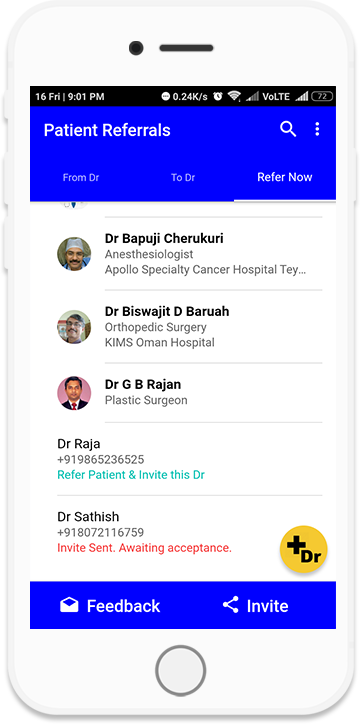 16 Fri | 9:01 PM 0.24K/s VoLTE 72
Patient Referrals
From Dr To Dr Refer Now
Dr Bapuji Cherukuri
Anesthesiologist
Apollo Specialty Cancer Hospital Tey...
Dr Biswajit D Baruah
Orthopedic Surgery
KIMS Oman Hospital
Dr G B Rajan
Plastic Surgeon
Dr Raja
+919865236525
Refer Patient & Invite this Dr
Dr Sathish
+918072116759
Invite Sent. Awaiting acceptance.
+Dr
Feedback Invite